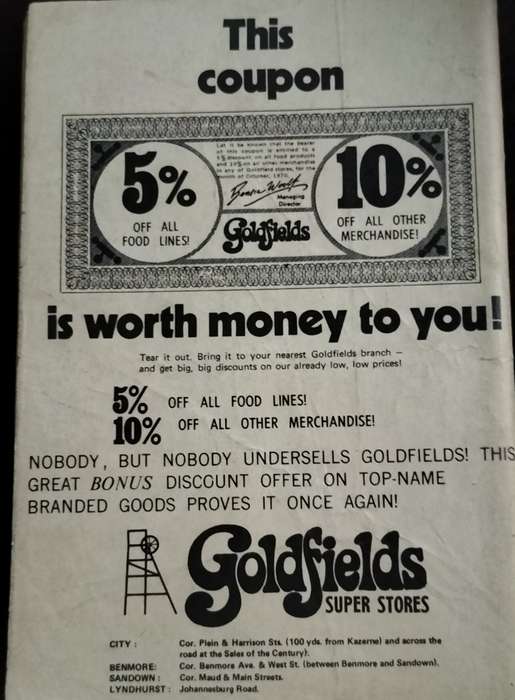 This
coupon
5%
OFF ALL
FOOD LINES!
Let it be known that the Bearer
of this coupon is entitled to a
5% discount on all food products
and 10% on all other merchandise
in any of Goldfields stores, for the
month of October, 1970.
Managing
Director
Goldfields
10%
OFF ALL OTHER
MERCHANDISE!
is worth money to you!
Tear it out. Bring it to your nearest Goldfields branch —
and get big, big discounts on our already low, low prices!
5% OFF ALL FOOD LINES!
10% OFF ALL OTHER MERCHANDISE!
NOBODY, BUT NOBODY UNDERSELLS GOLDFIELDS! THIS
GREAT BONUS DISCOUNT OFFER ON TOP-NAME
BRANDED GOODS PROVES IT ONCE AGAIN!
Goldfields
SUPER STORES
CITY : Cor. Plein & Harrison Sts. (100 yds. from Kazerne) and across the
road at the Sales of the Century).
BENMORE: Cor. Benmore Ave. & West St. (between Benmore and Sandown).
SANDOWN : Cor. Maud & Main Streets.
LYNDHURST : Johannesburg Road.